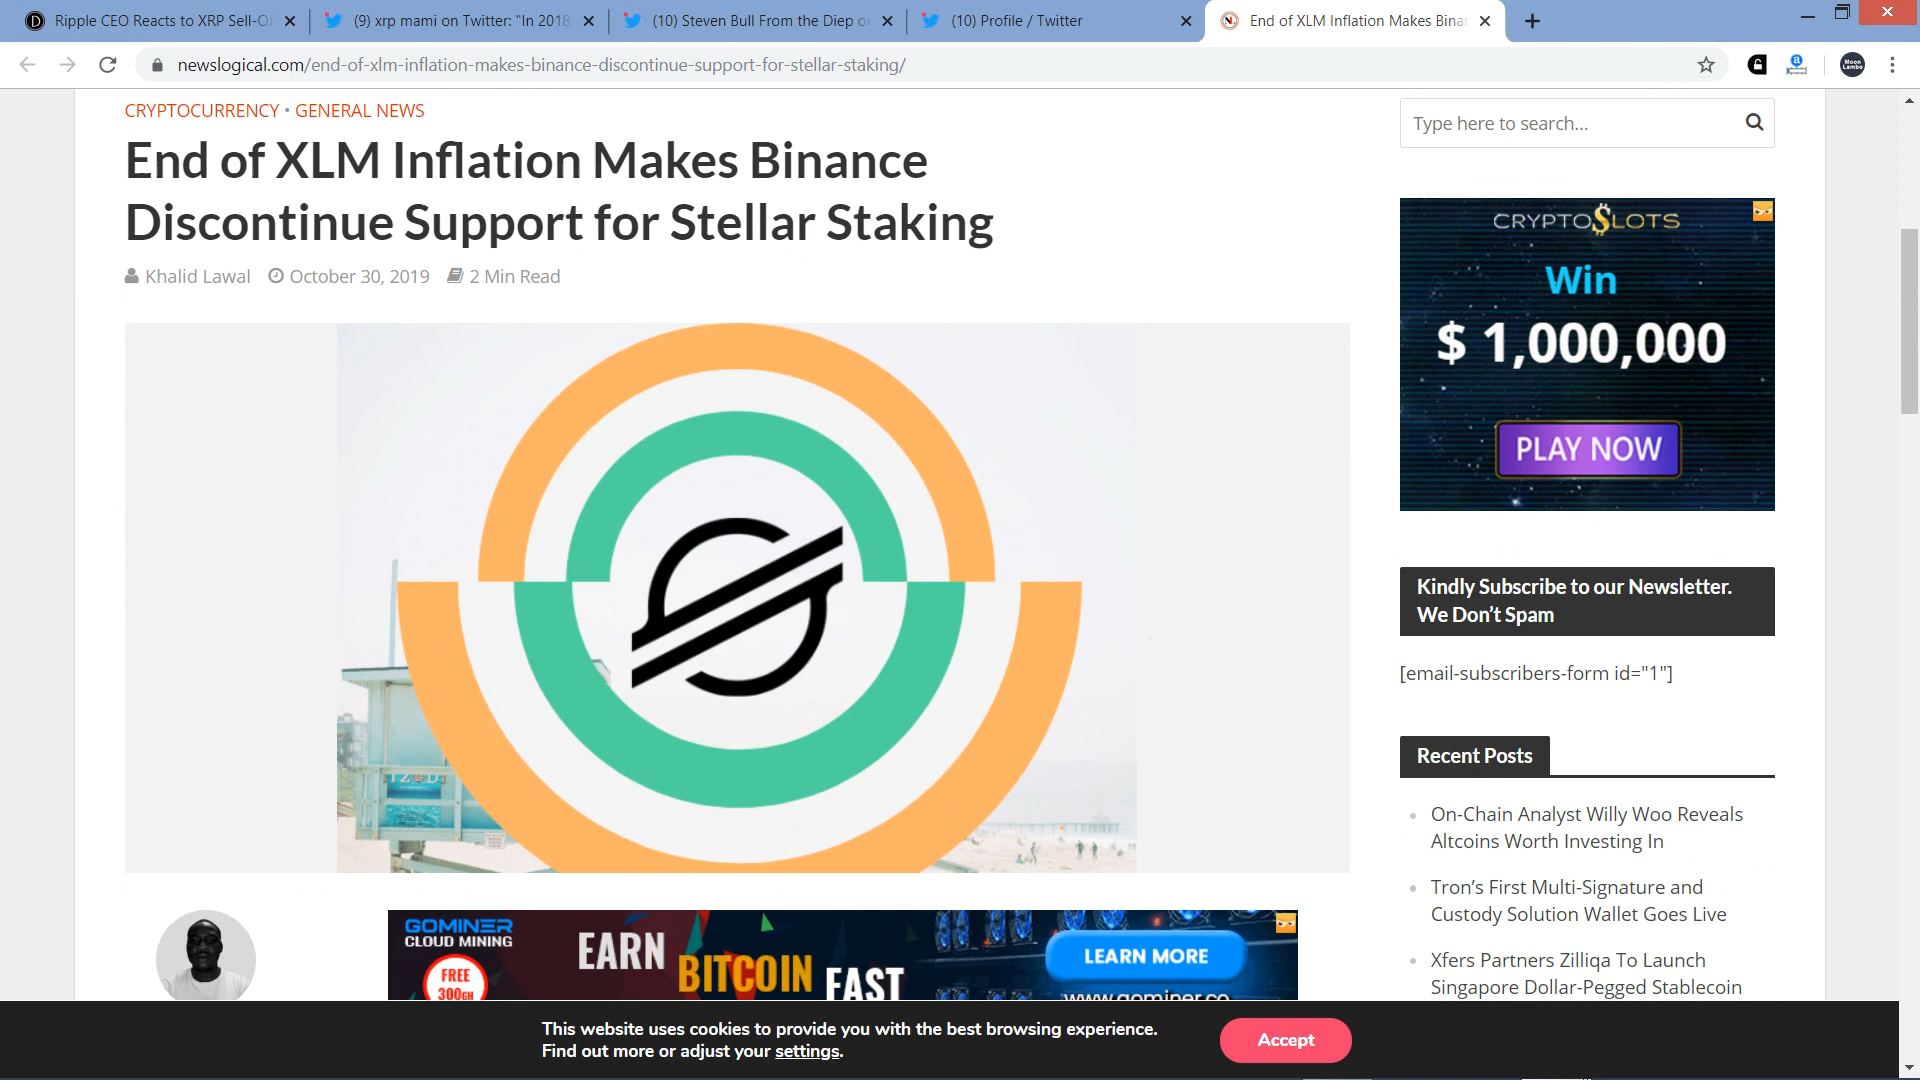 Ripple CEO Reacts to XRP Sell-O
(9) xrp mami on Twitter: "In 2018
(10) Steven Bull From the Diep o
(10) Profile / Twitter
End of XLM Inflation Makes Bina
newslogical.com/end-of-xlm-inflation-makes-binance-discontinue-support-for-stellar-staking/
CRYPTOCURRENCY • GENERAL NEWS
End of XLM Inflation Makes Binance
Discontinue Support for Stellar Staking
Khalid Lawal October 30, 2019 2 Min Read
Type here to search...
CRYPTO$LOTS
Win
$ 1,000,000
PLAY NOW
Kindly Subscribe to our Newsletter.
We Don't Spam
[email-subscribers-form id="1"]
Recent Posts
On-Chain Analyst Willy Woo Reveals
Altcoins Worth Investing In
Tron's First Multi-Signature and
Custody Solution Wallet Goes Live
Xfers Partners Zilliqa To Launch
Singapore Dollar-Pegged Stablecoin
GOMINER
CLOUD MINING
FREE
300GH
EARN
BITCOIN
FAST
LEARN MORE
www.gominer.co
This website uses cookies to provide you with the best browsing experience.
Find out more or adjust your settings.
Accept